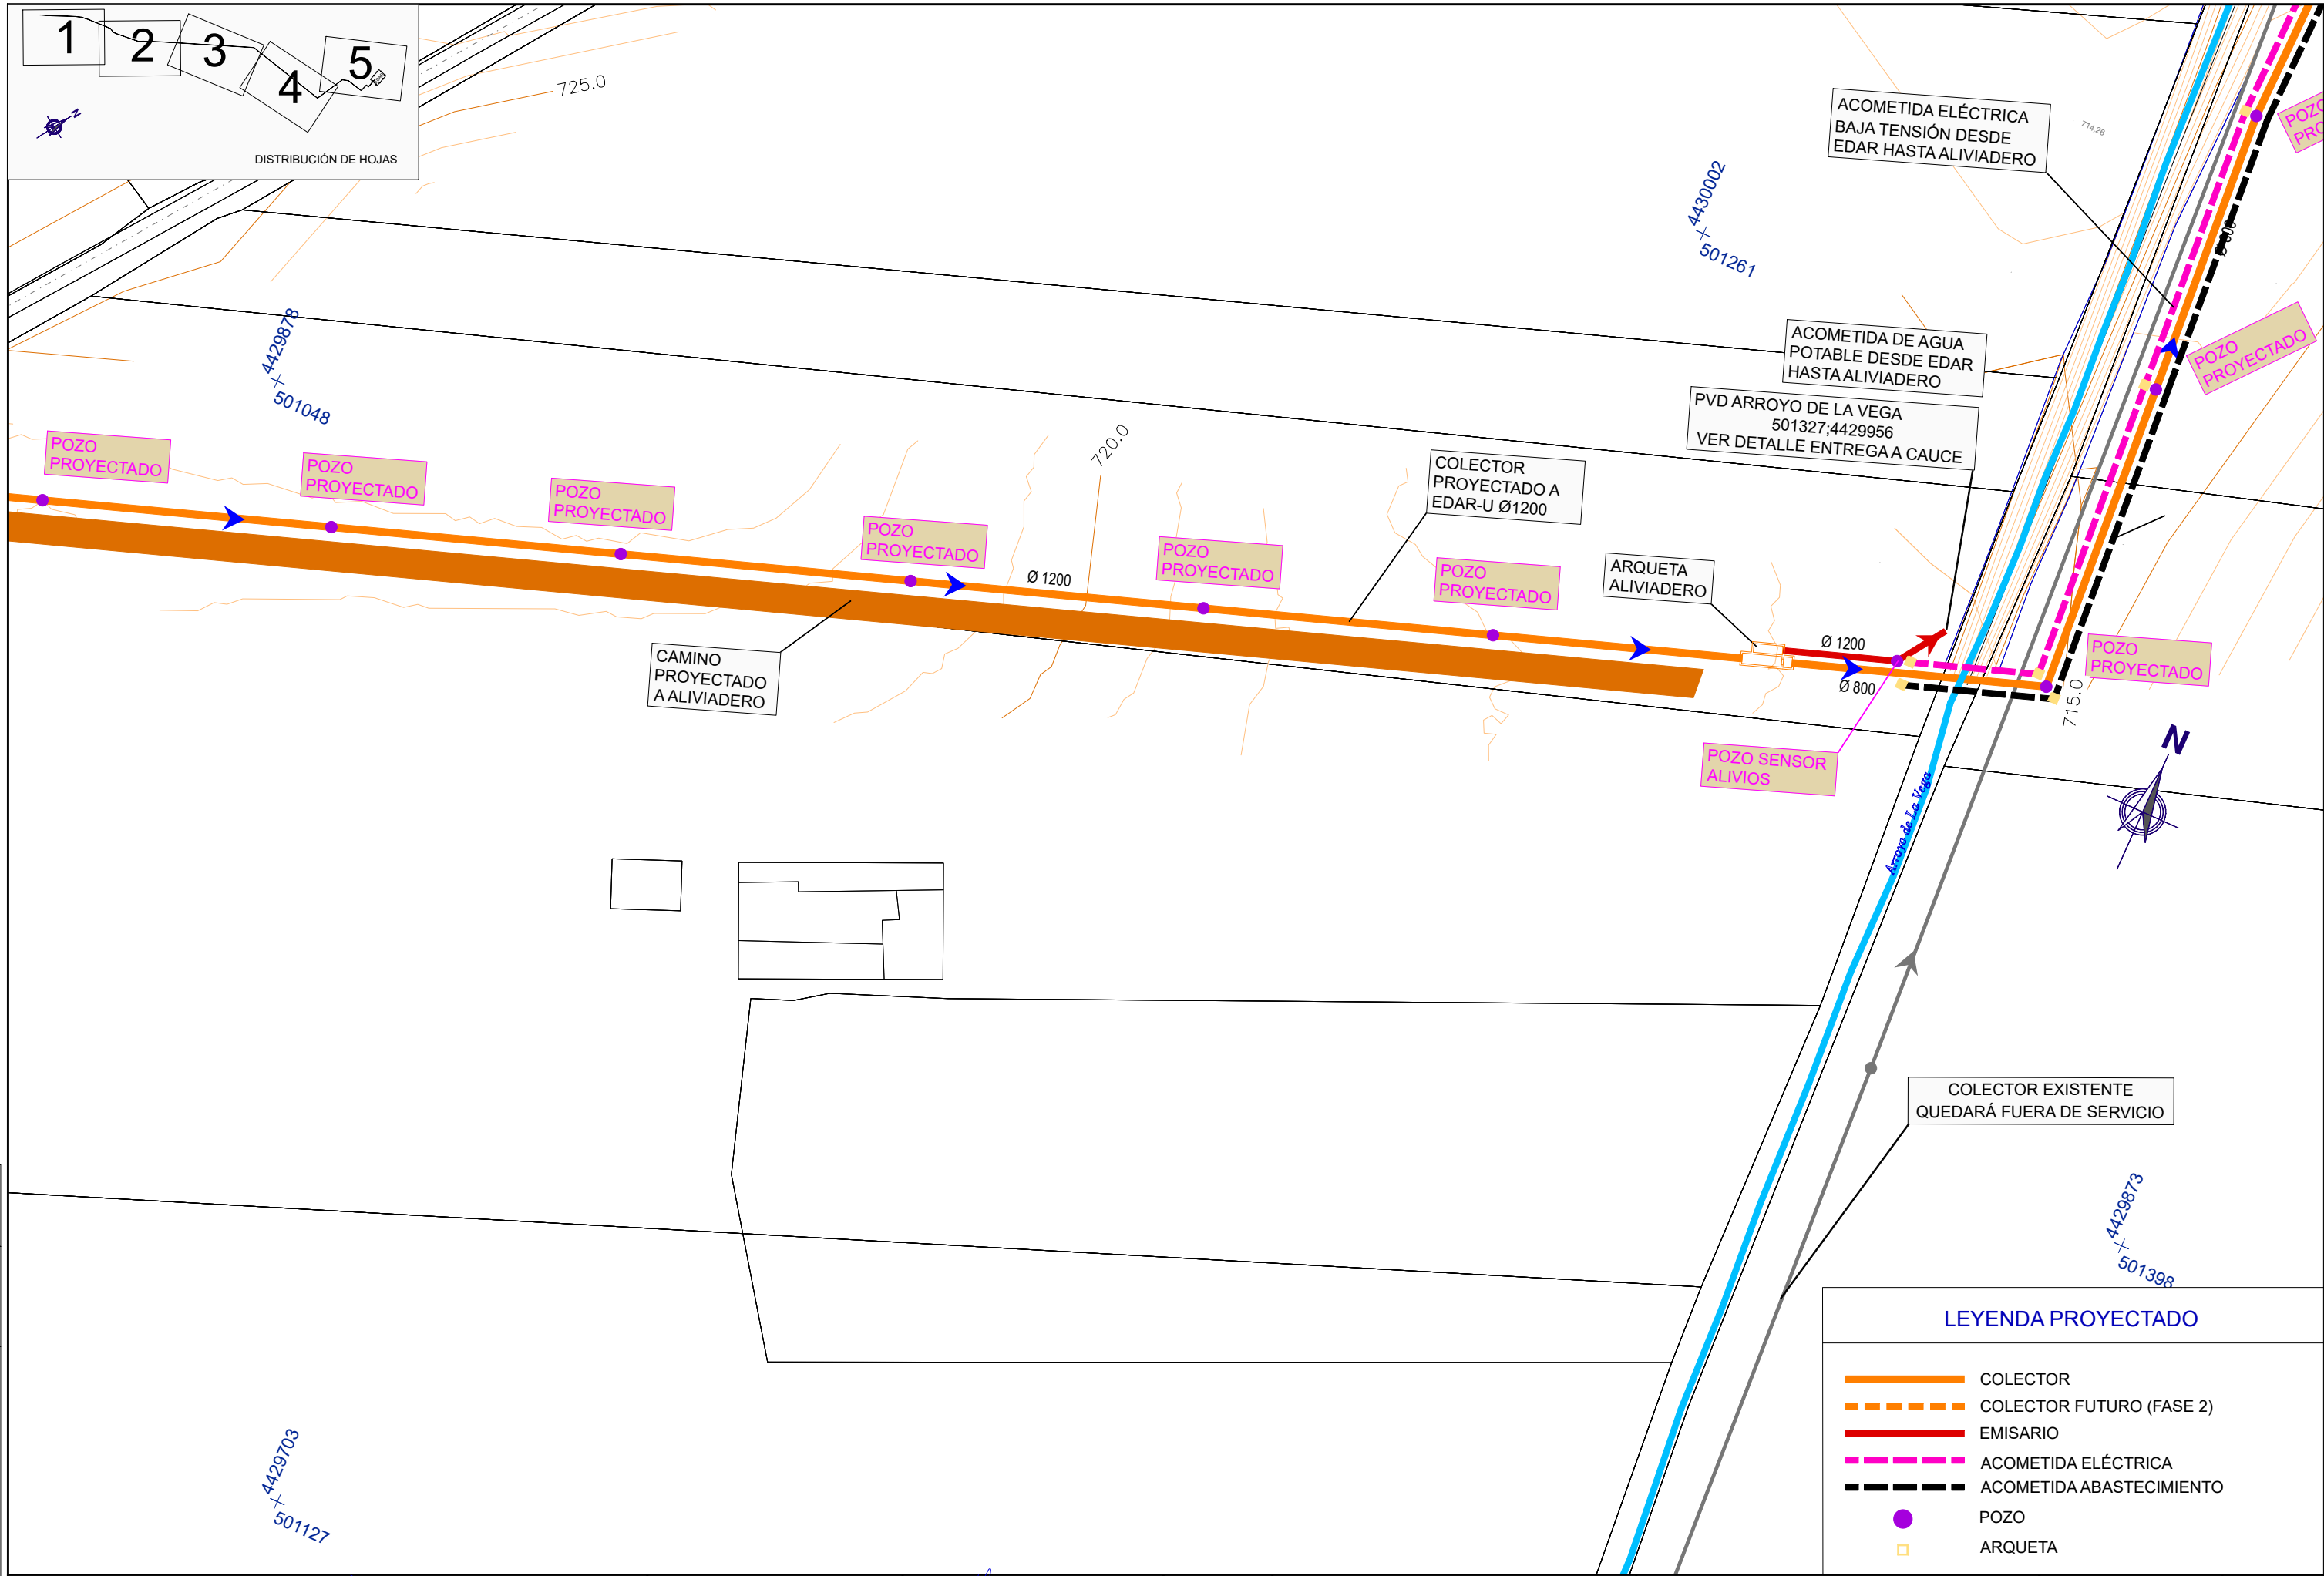 1
2
3
4
5
N
DISTRIBUCIÓN DE HOJAS
725.0
ACOMETIDA ELÉCTRICA
BAJA TENSIÓN DESDE
EDAR HASTA ALIVIADERO
714,26
4430002
501261
4429878
501048
ACOMETIDA DE AGUA
POTABLE DESDE EDAR
HASTA ALIVIADERO
PVD ARROYO DE LA VEGA
501327;4429956
VER DETALLE ENTREGA A CAUCE
POZO
PROYECTADO
POZO
PROYECTADO
POZO
PROYECTADO
POZO
PROYECTADO
POZO
PROYECTADO
POZO
PROYECTADO
POZO
PROYECTADO
POZO
PROYECTADO
POZO
720.0
COLECTOR
PROYECTADO A
EDAR-U Ø1200
Ø 1200
ARQUETA
ALIVIADERO
Ø 1200
Ø 800
CAMINO
PROYECTADO
A ALIVIADERO
POZO SENSOR
ALIVIOS
715.0
N
Arroyo de La Vega
COLECTOR EXISTENTE
QUEDARÁ FUERA DE SERVICIO
4429873
501398
4429703
501127
LEYENDA PROYECTADO
COLECTOR
COLECTOR FUTURO (FASE 2)
EMISARIO
ACOMETIDA ELÉCTRICA
ACOMETIDA ABASTECIMIENTO
POZO
ARQUETA